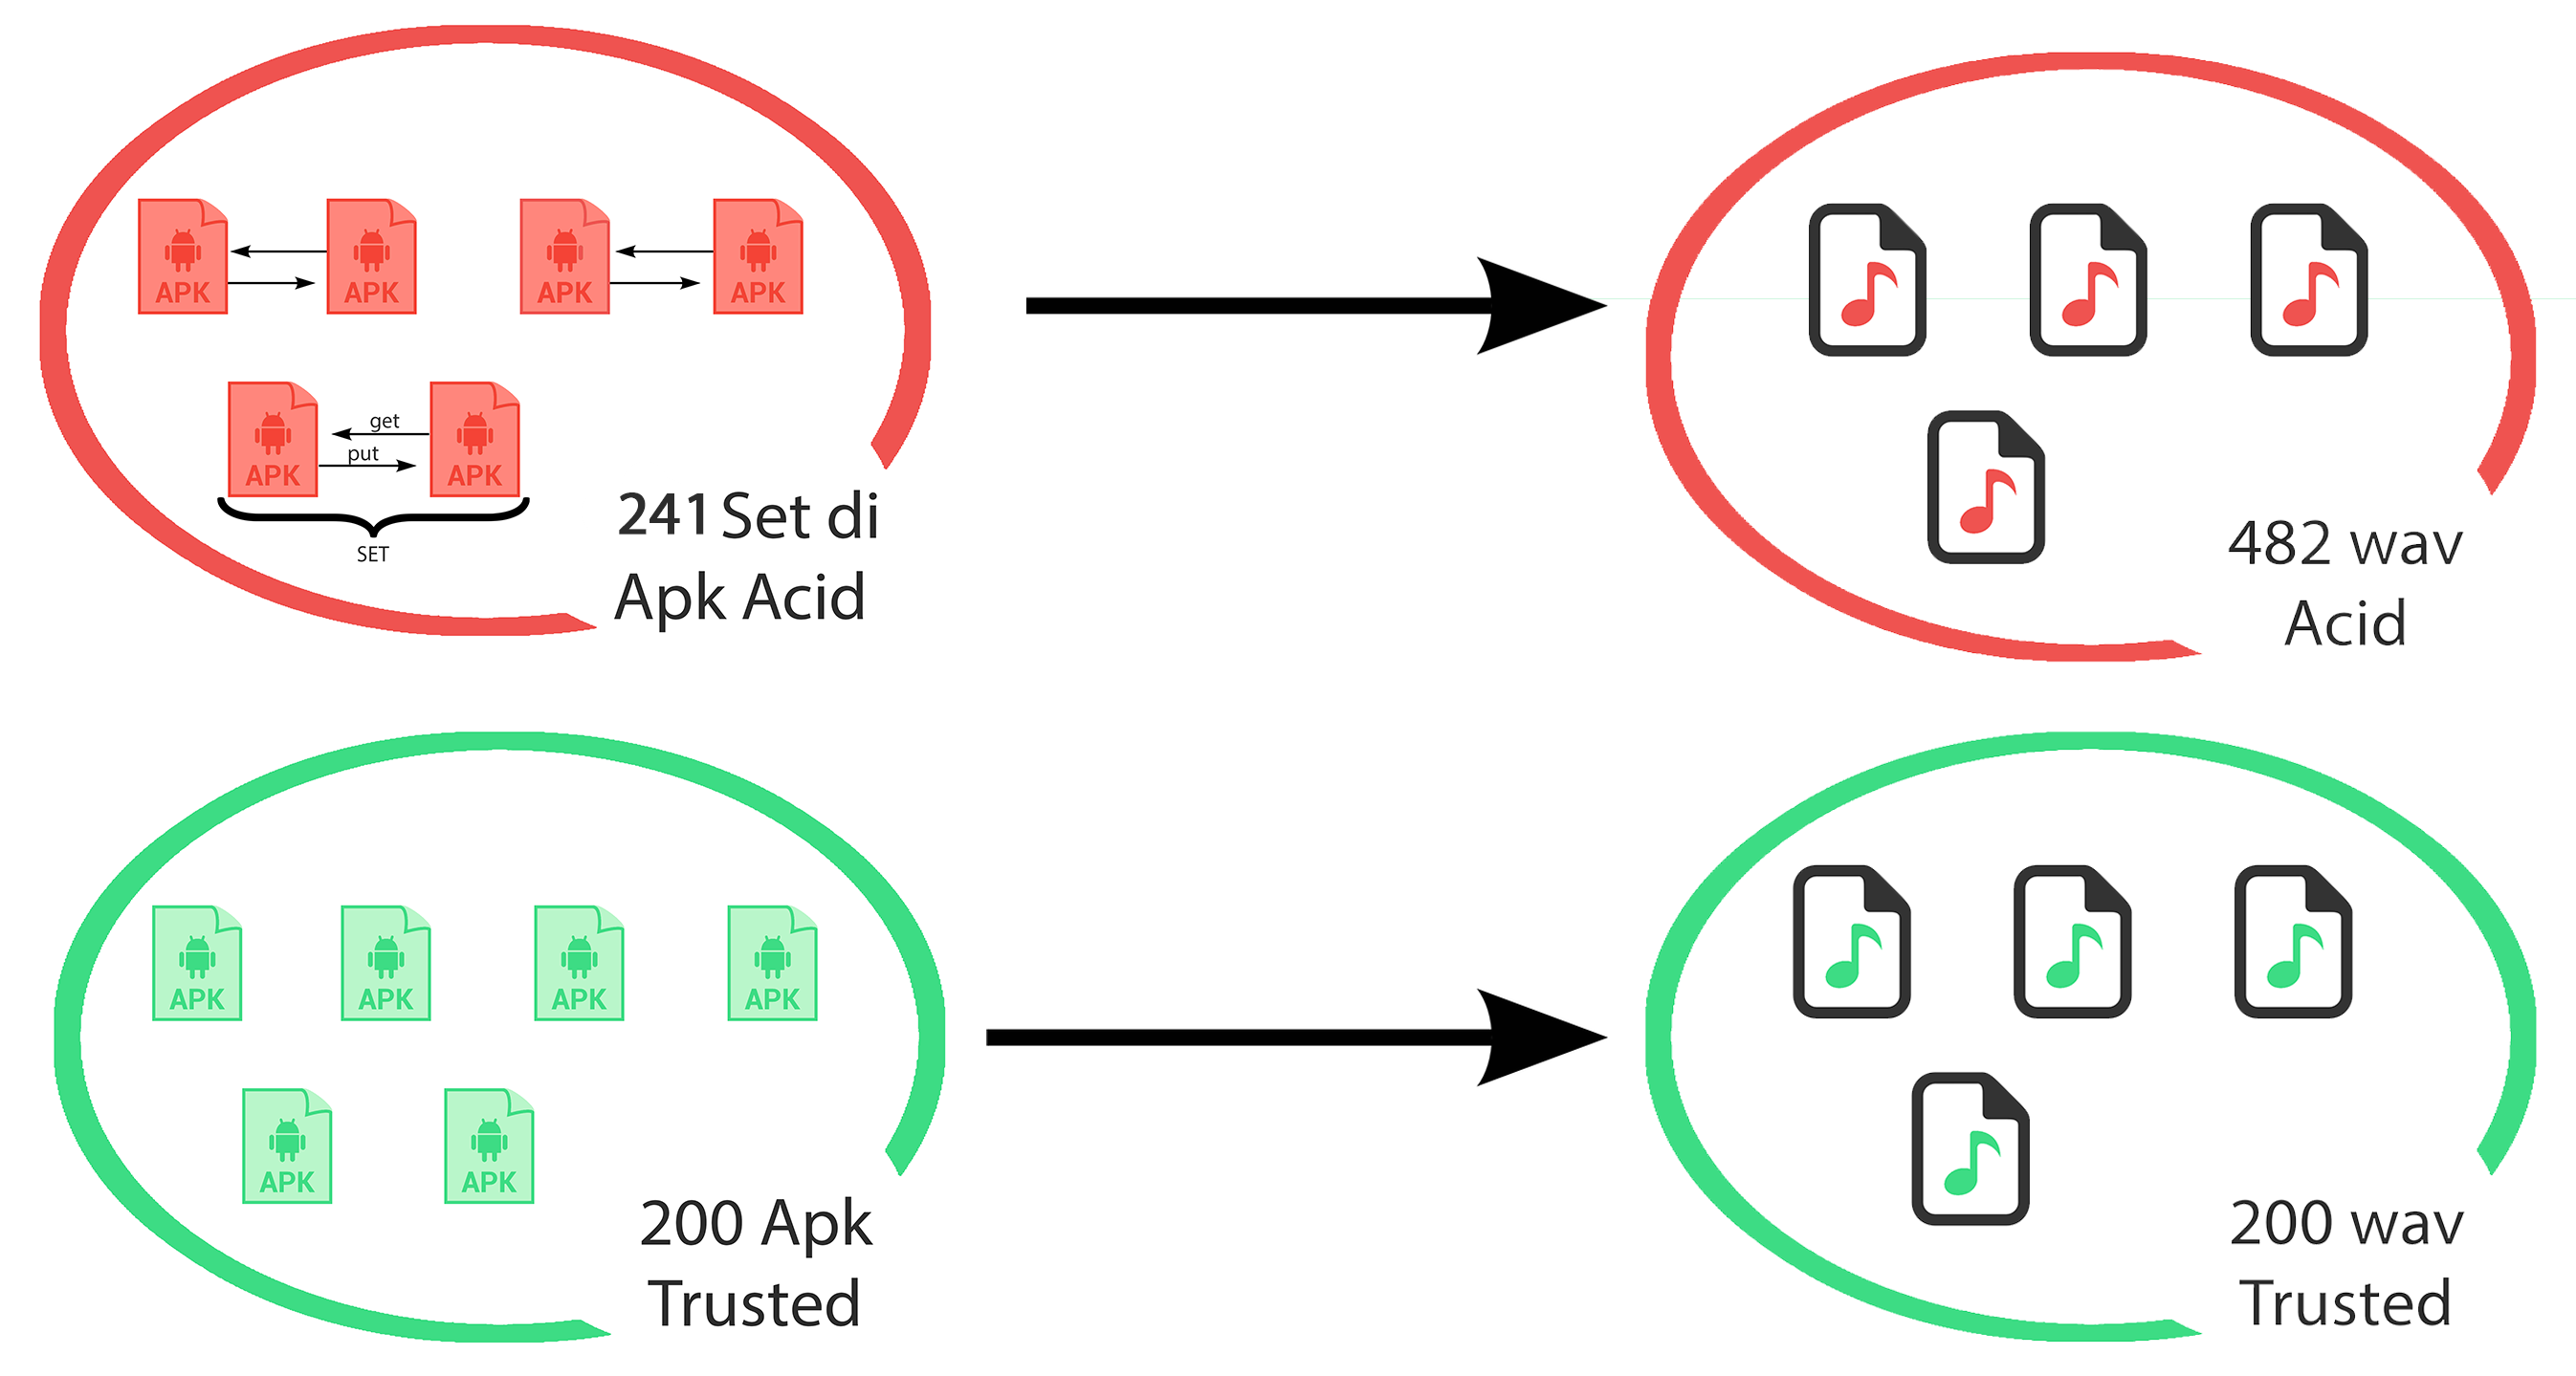 APK
APK
APK
APK
APK
get
put
APK
SET
241 Set di
Apk Acid
482 wav
Acid
APK
APK
APK
APK
APK
APK
200 Apk
Trusted
200 wav
Trusted